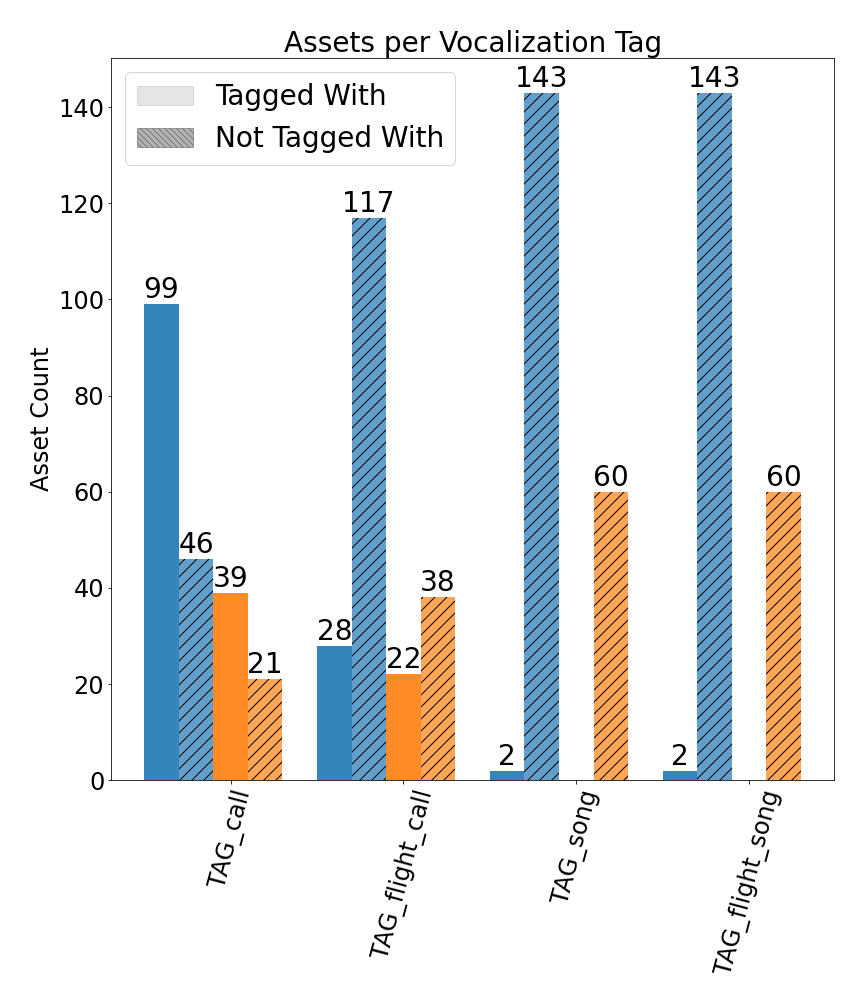 Assets per Vocalization Tag
Tagged With
Not Tagged With
Asset Count
140
120
100
80
60
40
20
0
99
46
39
21
28
117
22
38
2
143
60
2
143
60
TAG_call
TAG_flight_call
TAG_song
TAG_flight_song